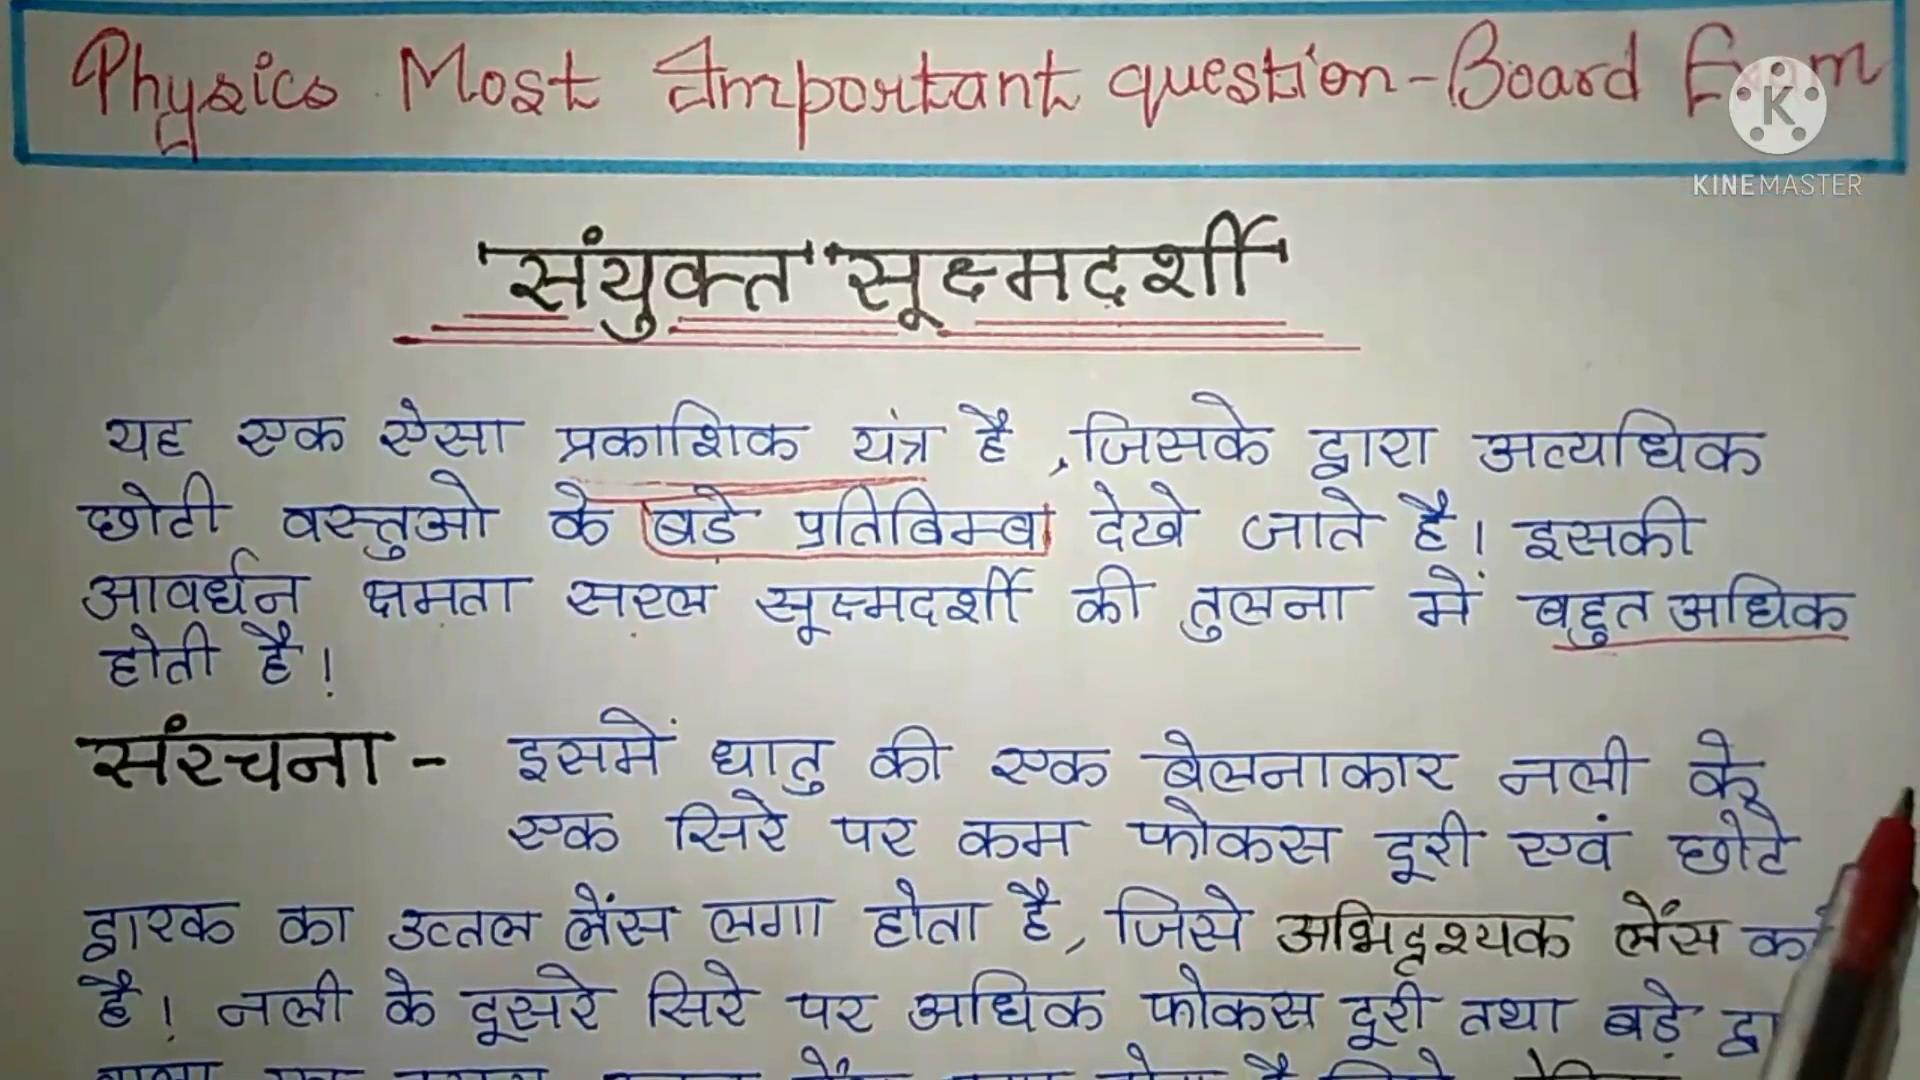 Physics Most Important question-Board Exam
KINEMASTER
संयुक्त सूक्ष्मदर्शी
यह एक ऐसा प्रकाशिक यंत्र है, जिसके द्वारा अत्यधिक
छोटी वस्तुओ के बडे प्रतिविम्ब देखे जाते है। इसकी
आवर्धन क्षमता सरल सूक्ष्मदर्शी की तुलना में बहुत अधिक
होती है।
संरचना - इसमें धातु की एक बेलनाकार नली के
एक सिरे पर कम फोकस दूरी एवं छोटे
द्वारक का उत्तल लेंस लगा होता है, जिसे अभिदृश्यक लेंस
है। नली के दूसरे सिरे पर अधिक फोकस दूरी तथा बड़े